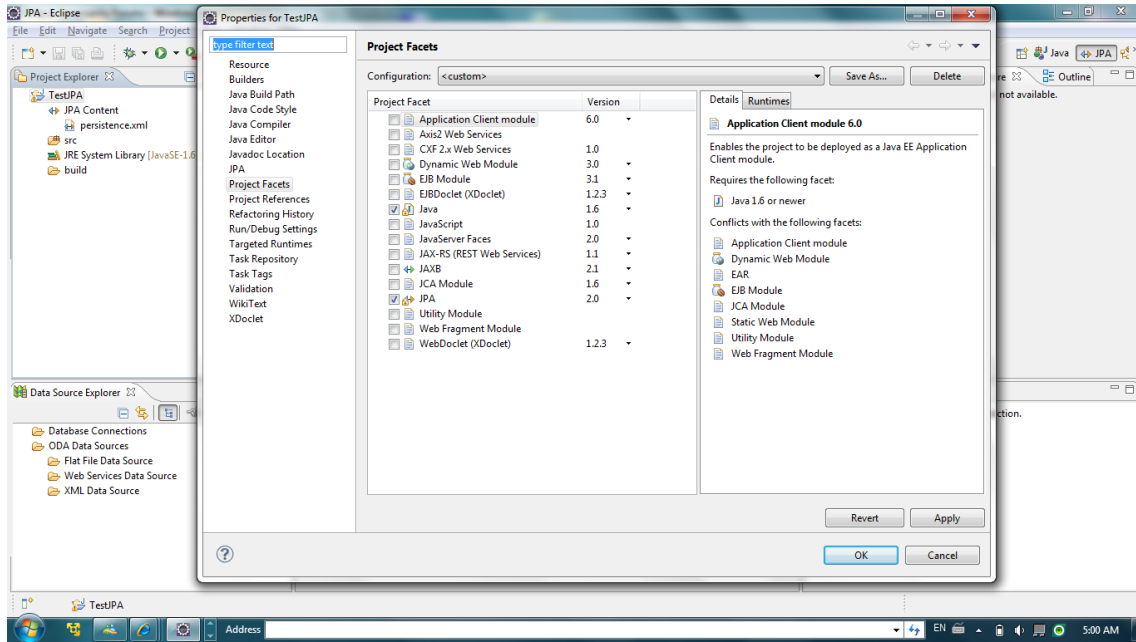 JPA - Eclipse
File Edit Navigate Search Project
Java
JPA
Project Explorer
TestJPA
JPA Content
persistence.xml
src
JRE System Library [JavaSE-1.6
build
Data Source Explorer
Database Connections
ODA Data Sources
Flat File Data Source
Web Services Data Source
XML Data Source
Properties for TestJPA
type filter text
Resource
Builders
Java Build Path
Java Code Style
Java Compiler
Java Editor
Javadoc Location
JPA
Project Facets
Project References
Refactoring History
Run/Debug Settings
Targeted Runtimes
Task Repository
Task Tags
Validation
WikiText
XDoclet
Project Facets
Configuration: <custom> Save As... Delete
Project Facet Version
Application Client module 6.0
Axis2 Web Services
CXF 2.x Web Services 1.0
Dynamic Web Module 3.0
EJB Module 3.1
EJBDoclet (XDoclet) 1.2.3
Java 1.6
JavaScript 1.0
JavaServer Faces 2.0
JAX-RS (REST Web Services) 1.1
JAXB 2.1
JCA Module 1.6
JPA 2.0
Utility Module
Web Fragment Module
WebDoclet (XDoclet) 1.2.3
Details Runtimes
Application Client module 6.0
Enables the project to be deployed as a Java EE Application
Client module.
Requires the following facet:
Java 1.6 or newer
Conflicts with the following facets:
Application Client module
Dynamic Web Module
EAR
EJB Module
JCA Module
Static Web Module
Utility Module
Web Fragment Module
Revert Apply
OK Cancel
re Outline
not available.
ction.
TestJPA
Address
EN 5:00 AM